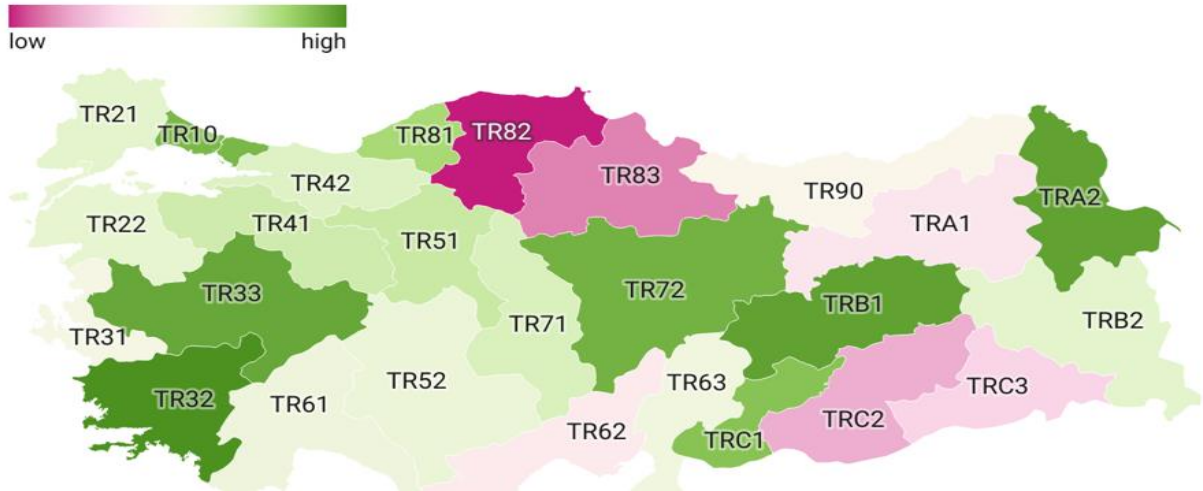 low high
TR21
TR10
TR81 TR82
TR42
TR83
TR90
TRA2
TR22
TR41
TR51
TRA1
TR33
TR72
TRB1
TR31
TR71
TRB2
TR32
TR61
TR52
TR63
TRC3
TR62
TRC1
TRC2